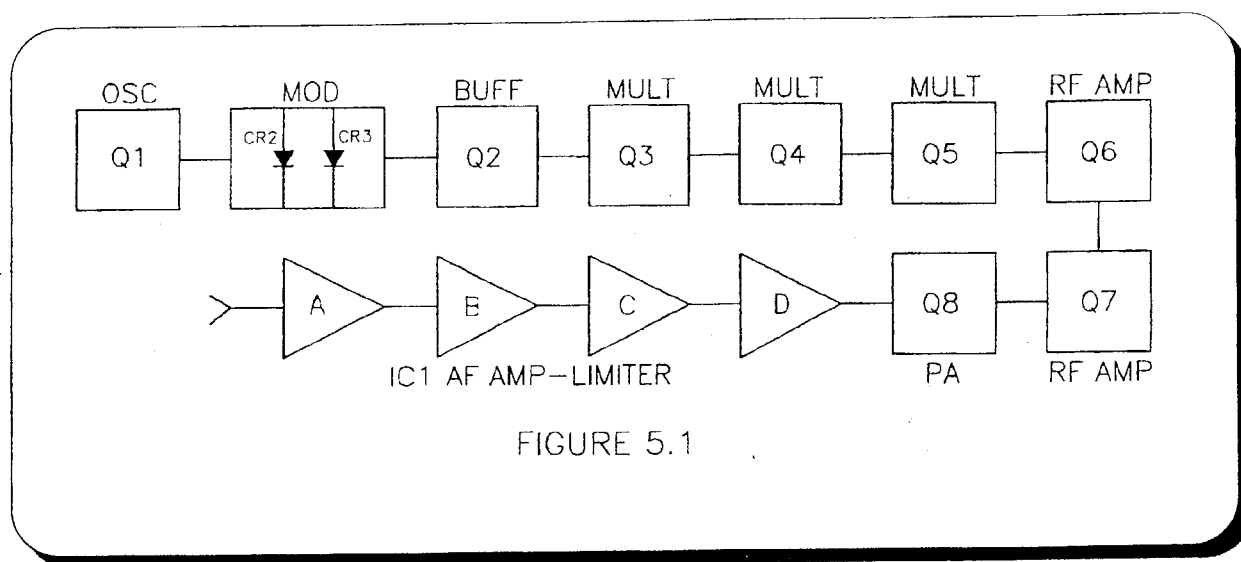 OSC MOD BUFF MULT MULT MULT RF AMP
Q1 CR2 CR3 Q2 Q3 Q4 Q5 Q6
A B C D Q8 Q7
IC1 AF AMP-LIMITER PA RF AMP
FIGURE 5.1